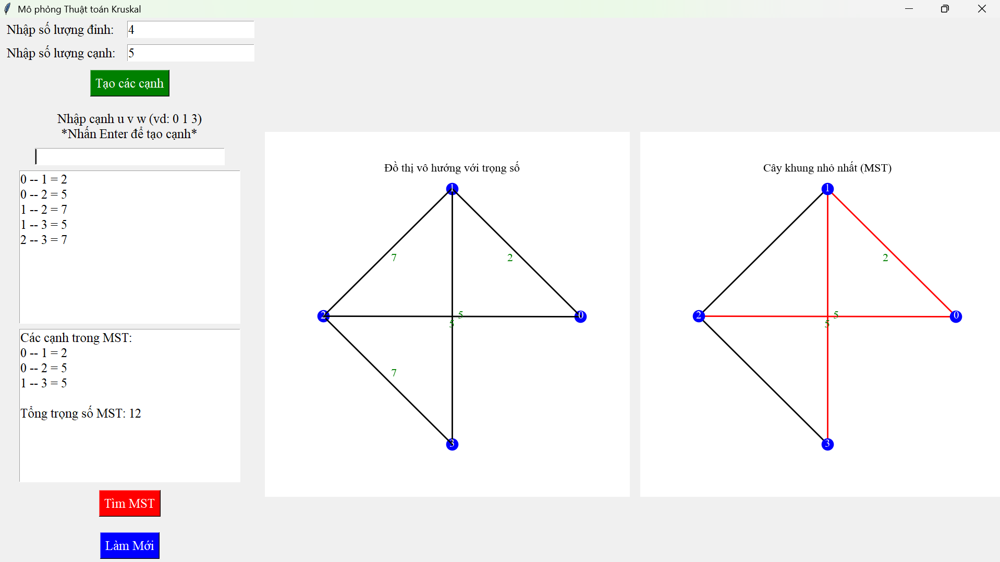 Mô phỏng Thuật toán Kruskal
Nhập số lượng đỉnh: 4
Nhập số lượng cạnh: 5
Tạo các cạnh
Nhập cạnh u v w (vd: 0 1 3)
*Nhấn Enter để tạo cạnh*
0 -- 1 = 2
0 -- 2 = 5
1 -- 2 = 7
1 -- 3 = 5
2 -- 3 = 7
Các cạnh trong MST:
0 -- 1 = 2
0 -- 2 = 5
1 -- 3 = 5
Tổng trọng số MST: 12
Tìm MST
Làm Mới
Đồ thị vô hướng với trọng số
1
7
2
2
5
0
5
7
3
Cây khung nhỏ nhất (MST)
1
2
2
5
0
5
3